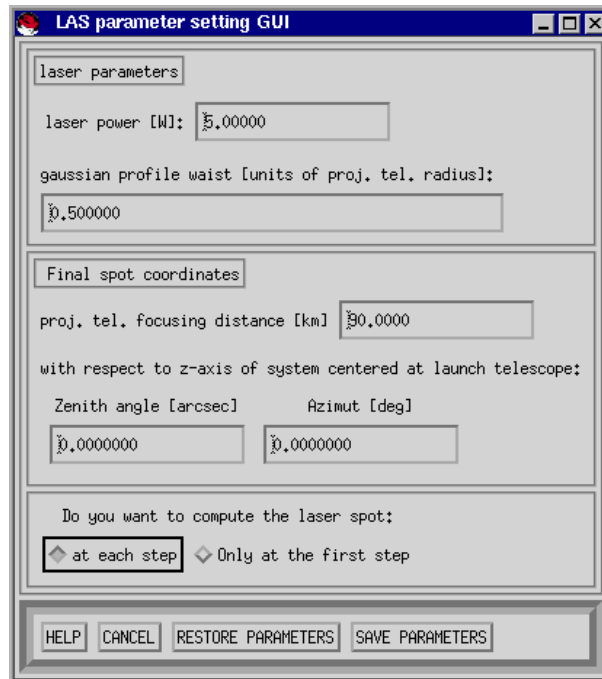 LAS parameter setting GUI
laser parameters
laser power [W]: 5.00000
gaussian profile waist [units of proj. tel. radius]:
0.500000
Final spot coordinates
proj. tel. focusing distance [km] 90.0000
with respect to z-axis of system centered at launch telescope:
Zenith angle [arcsec] Azimut [deg]
0.0000000 0.0000000
Do you want to compute the laser spot:
at each step Only at the first step
HELP CANCEL RESTORE PARAMETERS SAVE PARAMETERS